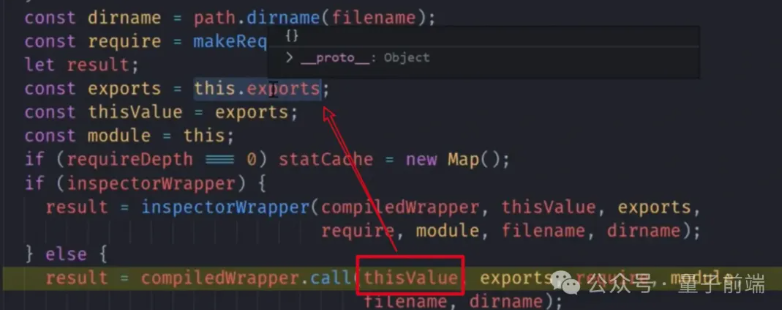 const dirname = path.dirname(filename);
const require = makeReq
{}
> __proto__: Object
let result;
const exports = this.exports;
const thisValue = exports;
const module = this;
if (requireDepth === 0) statCache = new Map();
if (inspectorWrapper) {
result = inspectorWrapper(compiledWrapper, thisValue, exports,
require, module, filename, dirname);
} else {
result = compiledWrapper.call(thisValue, exports, require, module,
filename, dirname);
公众号 量子前端